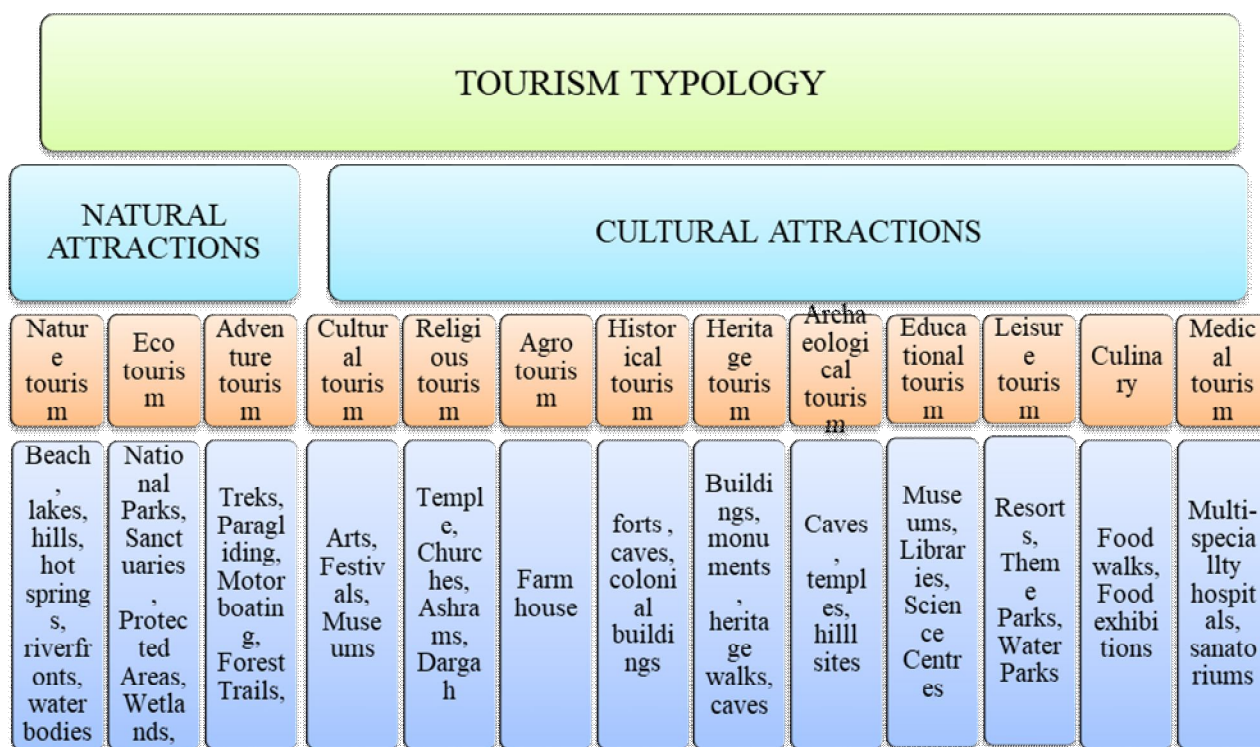 TOURISM TYPOLOGY
NATURAL
ATTRACTIONS
CULTURAL ATTRACTIONS
Natur
e
touris
m
Eco
touris
m
Adven
ture
touris
m
Cultur
al
touris
m
Religi
ous
touris
m
Agro
touris
m
Histor
ical
touris
m
Herita
ge
touris
m
Archa
eologi
cal
touris
m
Educa
tional
touris
m
Leisur
e
touris
m
Culina
ry
Medic
al
touris
m
Beach
,
lakes,
hills,
hot
spring
s,
riverfr
onts,
water
bodies
Natio
nal
Parks,
Sanct
uaries
,
Protec
ted
Areas,
Wetla
nds,
Treks,
Paragl
iding,
Motor
boatin
g,
Forest
Trails,
Arts,
Festiv
als,
Muse
ums
Templ
e,
Churc
hes,
Ashra
ms,
Darga
h
Farm
house
forts ,
caves,
coloni
al
buildi
ngs
Buildi
ngs,
monu
ments
,
herita
ge
walks,
caves
Caves
,
templ
es,
hilll
sites
Muse
ums,
Librar
ies,
Scien
ce
Centr
es
Resort
s,
Them
e
Parks,
Water
Parks
Food
walks,
Food
exhibi
tions
Multi-
specia
llty
hospit
als,
sanato
riums